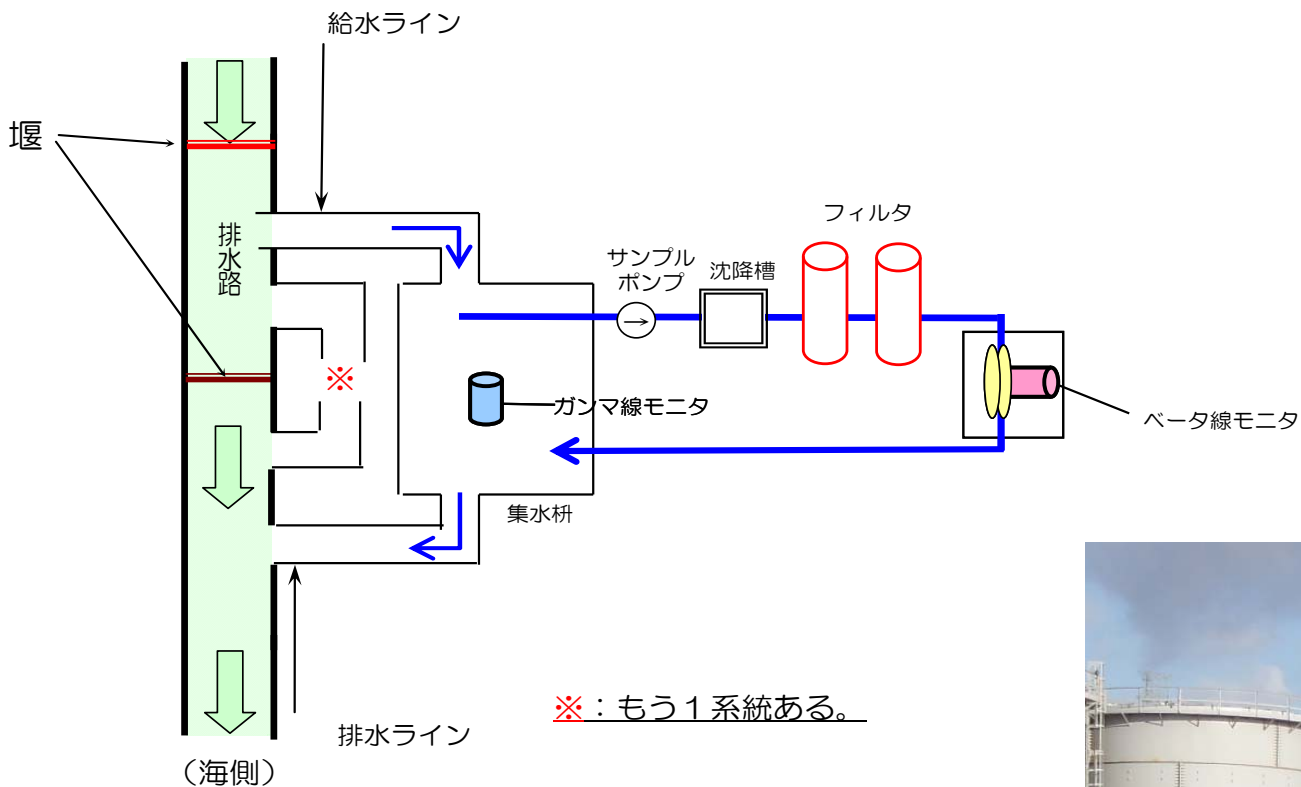 給水ライン
堰
排水路
フィルタ
サンプル
ポンプ
沈降槽
※
ガンマ線モニタ
ベータ線モニタ
集水枡
※：もう１系統ある。
排水ライン
（海側）